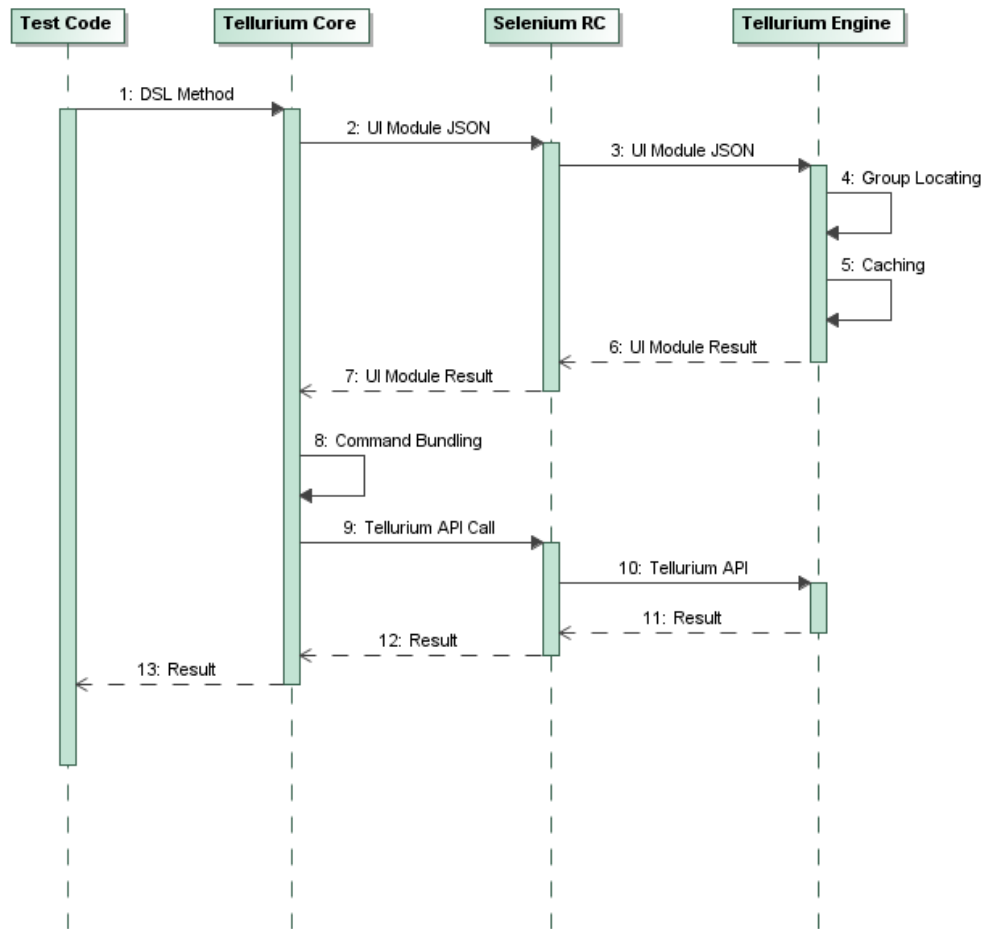 Test Code
Tellurium Core
Selenium RC
Tellurium Engine
1: DSL Method
2: UI Module JSON
3: UI Module JSON
4: Group Locating
5: Caching
6: UI Module Result
7: UI Module Result
8: Command Bundling
9: Tellurium API Call
10: Tellurium API
11: Result
12: Result
13: Result